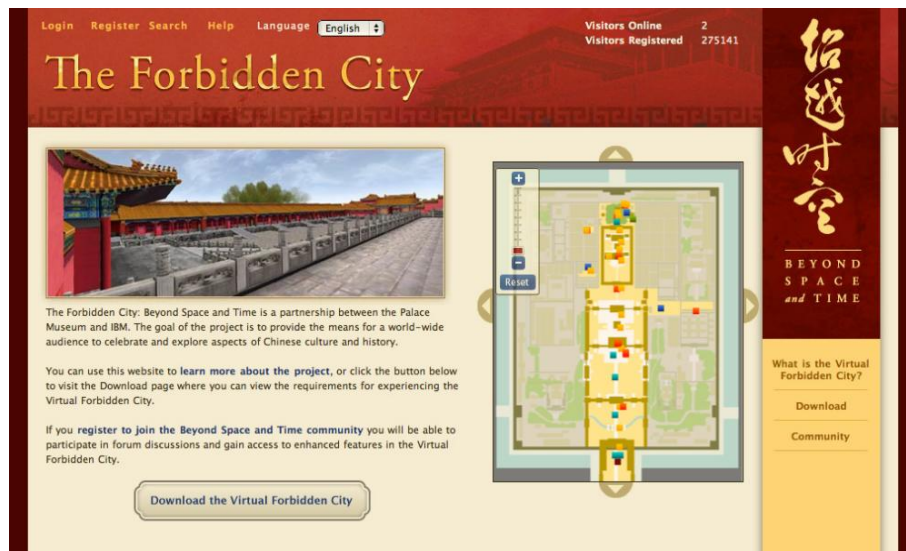 Login Register Search Help Language English
Visitors Online 2
Visitors Registered 275141
The Forbidden City
超越时空
BEYOND
SPACE
and TIME
Reset
The Forbidden City: Beyond Space and Time is a partnership between the Palace
Museum and IBM. The goal of the project is to provide the means for a world-wide
audience to celebrate and explore aspects of Chinese culture and history.
You can use this website to learn more about the project, or click the button below
to visit the Download page where you can view the requirements for experiencing the
Virtual Forbidden City.
If you register to join the Beyond Space and Time community you will be able to
participate in forum discussions and gain access to enhanced features in the Virtual
Forbidden City.
Download the Virtual Forbidden City
What is the Virtual
Forbidden City?
Download
Community